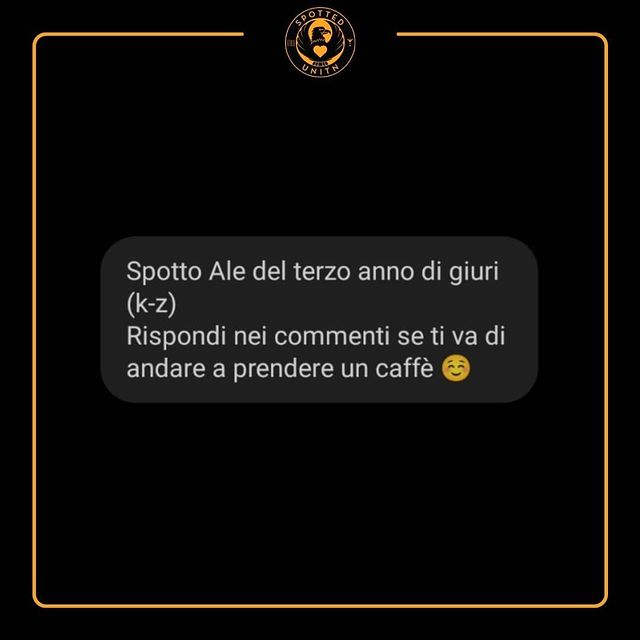 SPOTTED
UNITN
Spotto Ale del terzo anno di giuri
(k-z)
Rispondi nei commenti se ti va di
andare a prendere un caffè ☺️